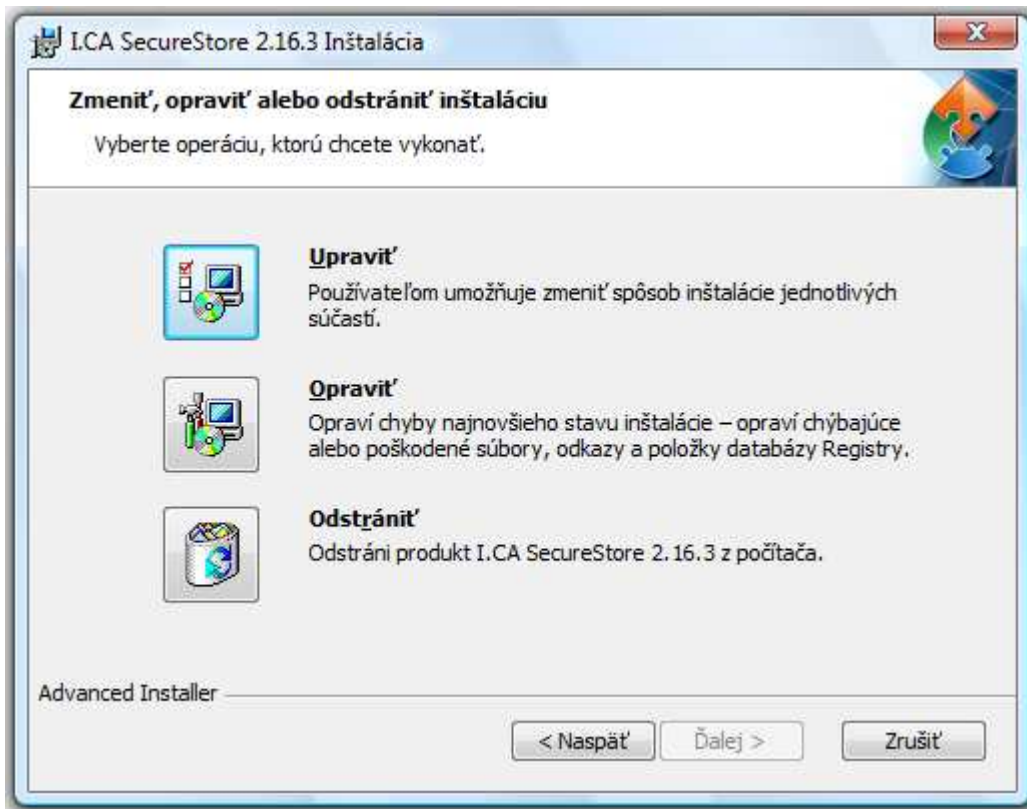 I.CA SecureStore 2.16.3 Inštalácia
Zmeniť, opraviť alebo odstrániť inštaláciu
Vyberte operáciu, ktorú chcete vykonať.
Upraviť
Používateľom umožňuje zmeniť spôsob inštalácie jednotlivých
súčastí.
Opraviť
Opraví chyby najnovšieho stavu inštalácie – opraví chýbajúce
alebo poškodené súbory, odkazy a položky databázy Registry.
Odstrániť
Odstráni produkt I.CA SecureStore 2.16.3 z počítača.
Advanced Installer
< Naspäť Ďalej > Zrušiť